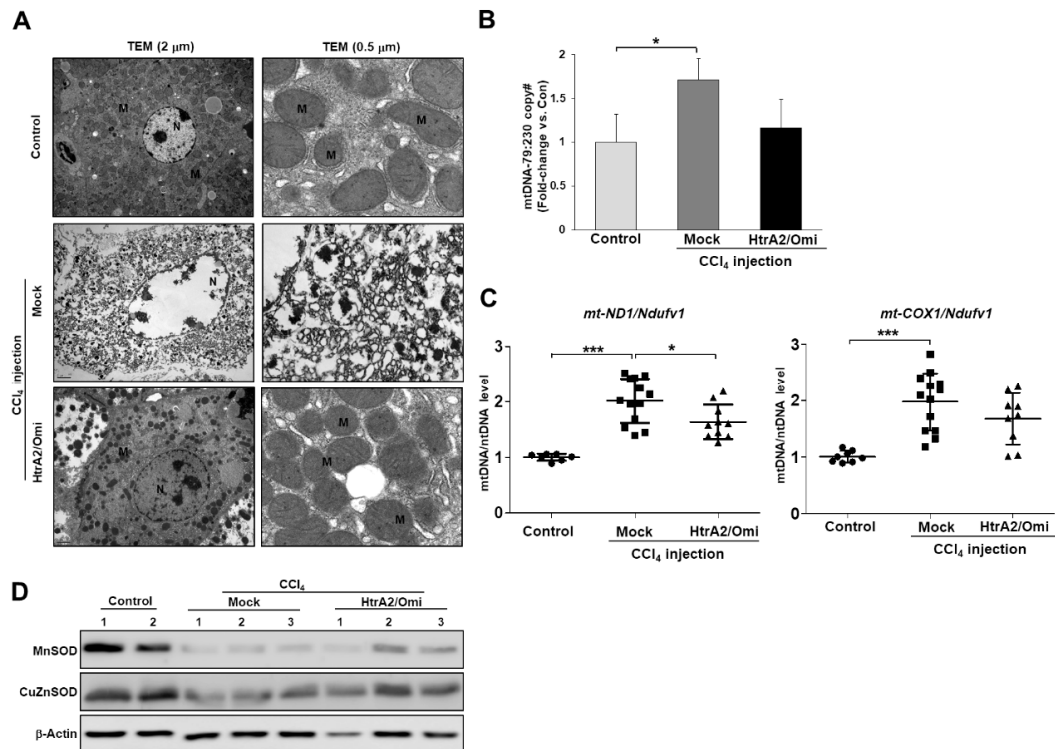 A
TEM (2 μm)
TEM (0.5 μm)
Control
M
N
M
M
M
CCl4 injection
Mock
N
HtrA2/Omi
M
N
M
M
B
mtDNA-79:230 copy#
(Fold-change vs. Con)
2
1.5
1
0.5
0
*
Control
Mock
HtrA2/Omi
CCl4 injection
C
mt-ND1/Ndufv1
mtDNA/ntDNA level
3
2
1
0
***
*
Control
Mock
HtrA2/Omi
CCl4 injection
mt-COX1/Ndufv1
mtDNA/ntDNA level
3
2
1
0
***
Control
Mock
HtrA2/Omi
CCl4 injection
D
CCl4
Control
Mock
HtrA2/Omi
1 2 1 2 3 1 2 3
MnSOD
CuZnSOD
β-Actin